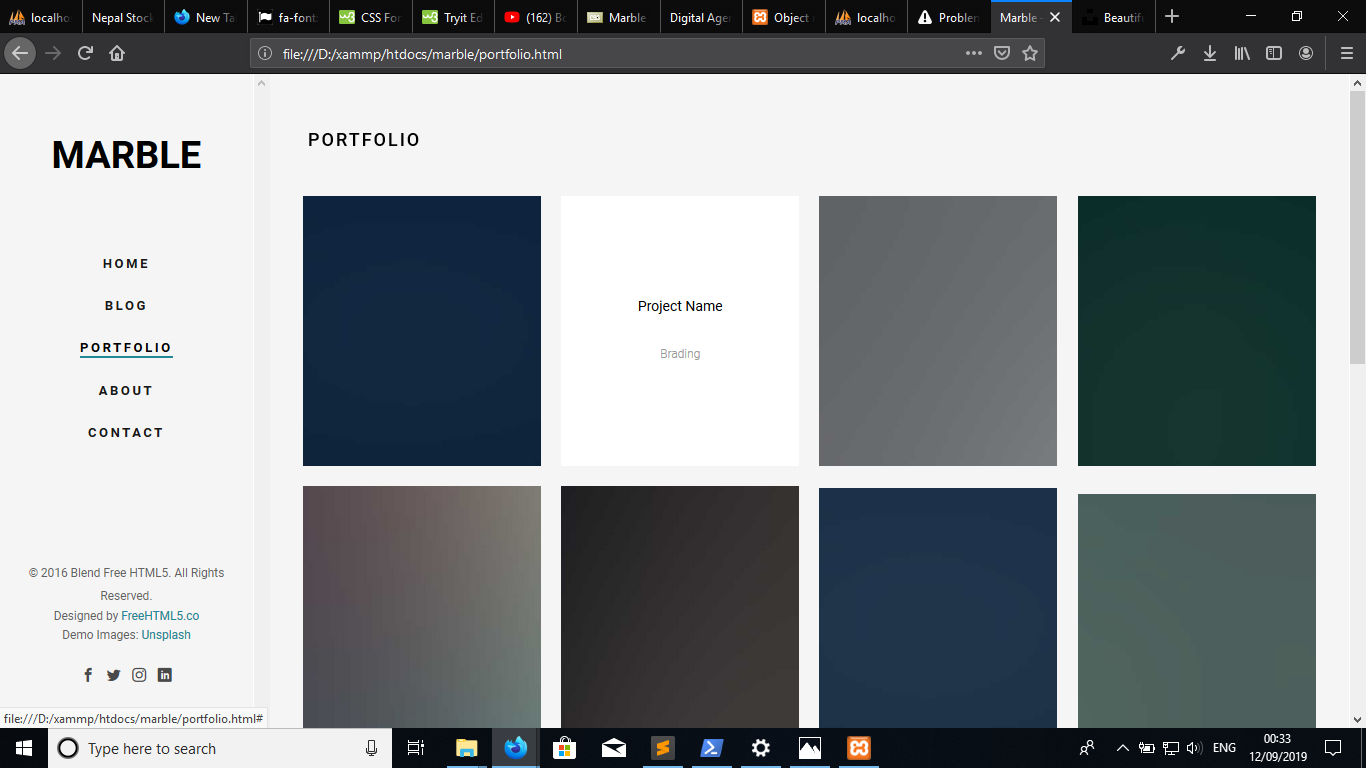 localho
Nepal Stock
New Ta
fa-font
CSS For
Tryit Ed
(162) Bo
Marble
Digital Ager
Object
localho
Problem
Marble
Beautif
file:///D:/xammp/htdocs/marble/portfolio.html
MARBLE
HOME
BLOG
PORTFOLIO
ABOUT
CONTACT
© 2016 Blend Free HTML5. All Rights
Reserved.
Designed by FreeHTML5.co
Demo Images: Unsplash
file:///D:/xammp/htdocs/marble/portfolio.html#
PORTFOLIO
Project Name
Brading
Type here to search
ENG
00:33
12/09/2019